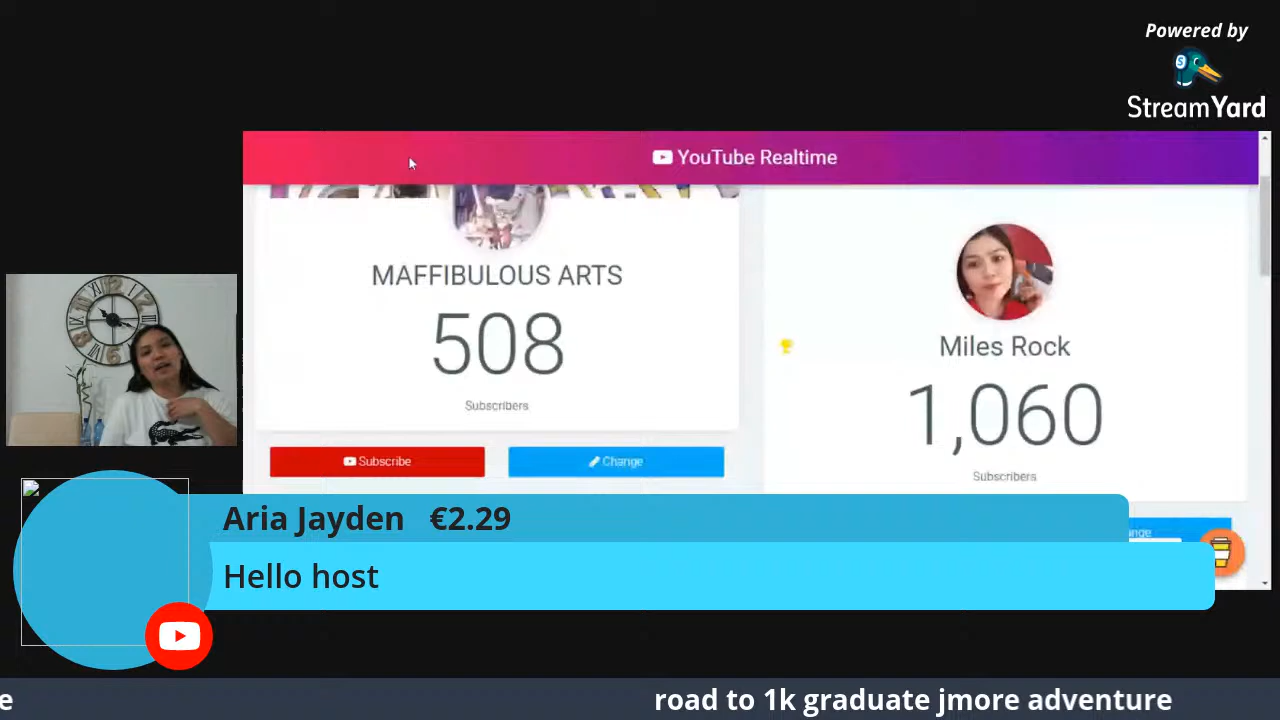 Powered by
StreamYard
YouTube Realtime
MAFFIBULOUS ARTS
508
Subscribers
Subscribe
Change
Miles Rock
1,060
Subscribers
Aria Jayden €2.29
Hello host
e road to 1k graduate jmore adventure